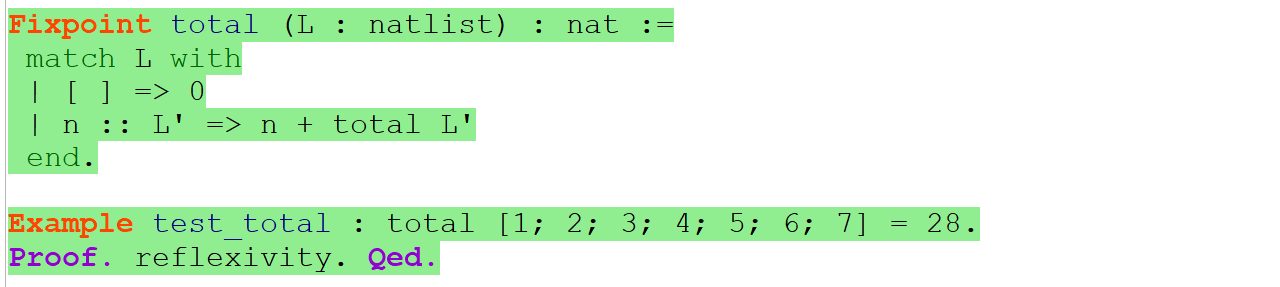 Fixpoint total (L : natlist) : nat :=
match L with
| [ ] => 0
| n :: L' => n + total L'
end.
Example test_total : total [1; 2; 3; 4; 5; 6; 7] = 28.
Proof. reflexivity. Qed.